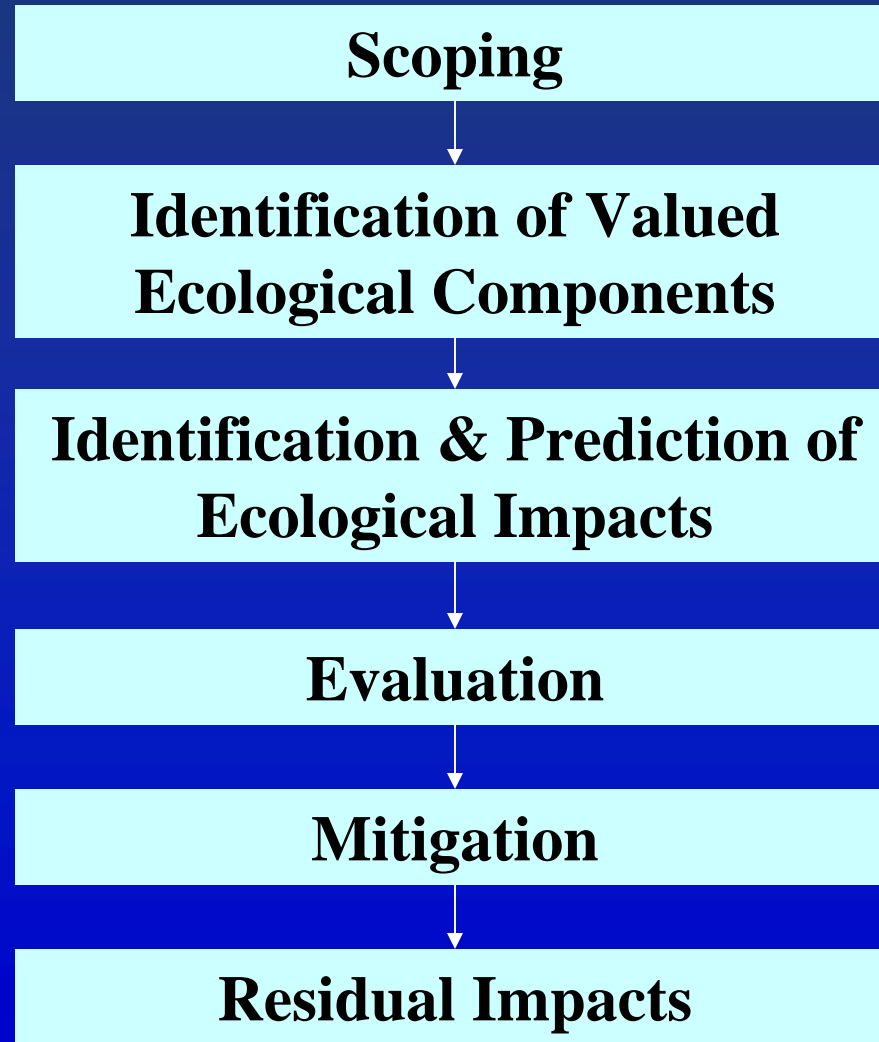 Scoping
Identification of Valued
Ecological Components
Identification & Prediction of
Ecological Impacts
Evaluation
Mitigation
Residual Impacts